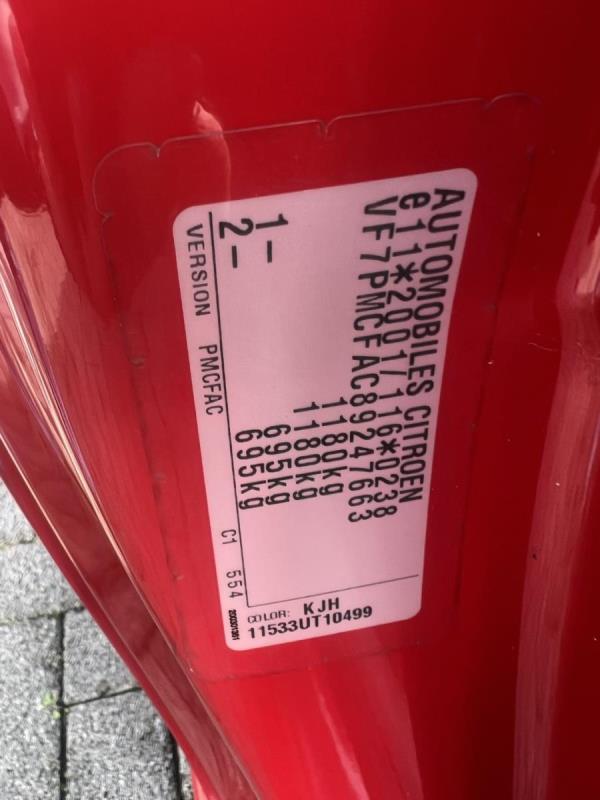 AUTOMOBILES CITROEN
e11*2001/116*0238
VF7PMCFAC89247663
1180kg
1180kg
1- 695kg
2- 695kg
VERSION PMCFAC C1 554
COLOR: KJH
11533UT10499